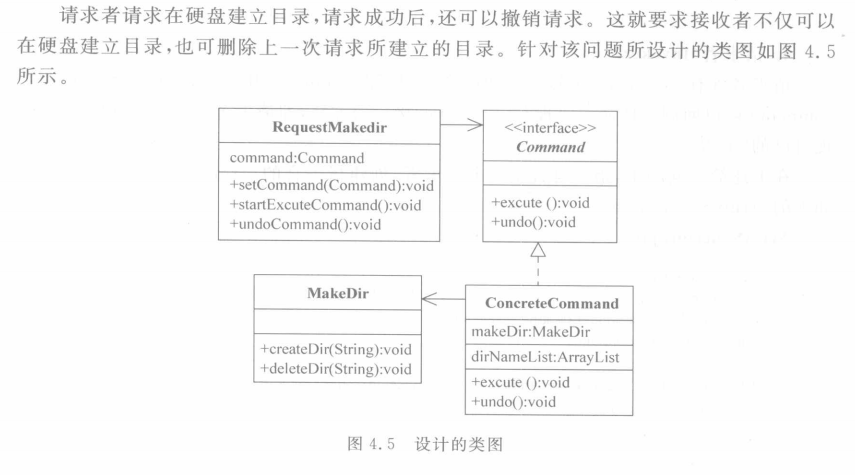 请求者请求在硬盘建立目录,请求成功后,还可以撤销请求。这就要求接收者不仅可以
在硬盘建立目录,也可删除上一次请求所建立的目录。针对该问题所设计的类图如图 4.5
所示。
RequestMakedir
command:Command
+setCommand(Command):void
+startExcuteCommand():void
+undoCommand():void
<<interface>>
Command
+excute ():void
+undo():void
MakeDir
+createDir(String):void
+deleteDir(String):void
ConcreteCommand
makeDir:MakeDir
dirNameList:ArrayList
+excute ():void
+undo():void
图 4.5 设计的类图